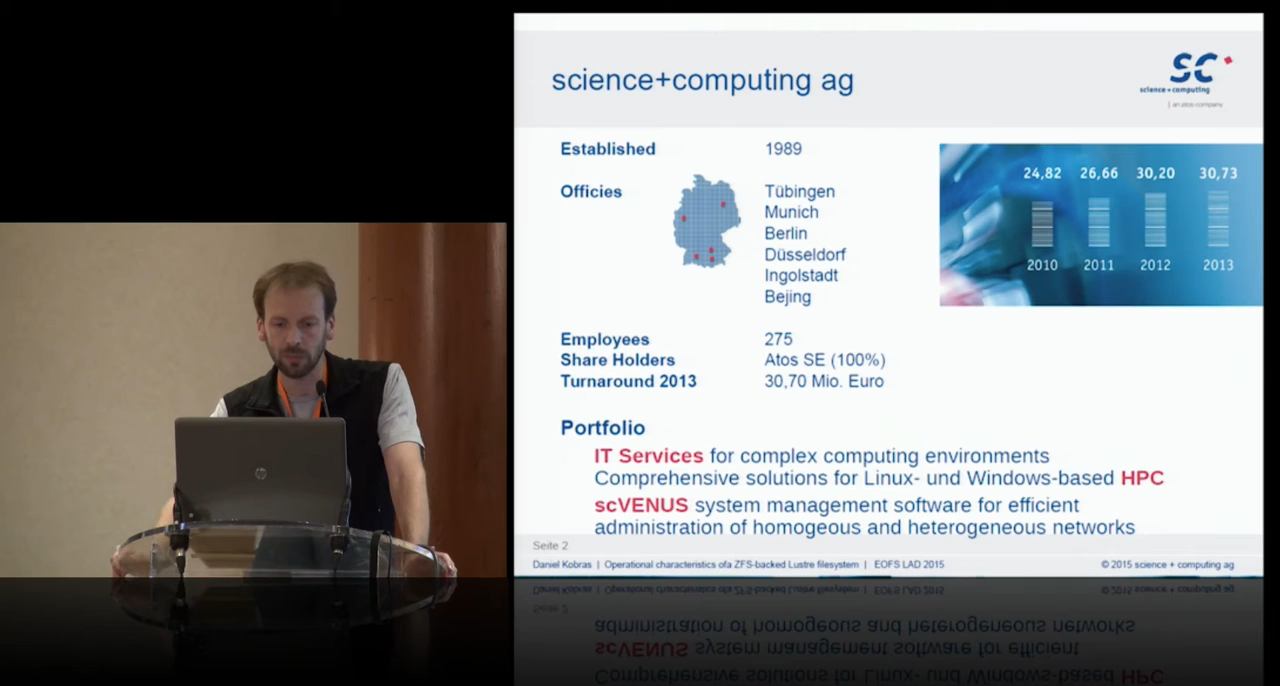 science+computing ag
SC
science + computing
| an atos company
Established 1989
Officies Tübingen
Munich
Berlin
Düsseldorf
Ingolstadt
Bejing
24,82 26,66 30,20 30,73
2010 2011 2012 2013
Employees 275
Share Holders Atos SE (100%)
Turnaround 2013 30,70 Mio. Euro
Portfolio
IT Services for complex computing environments
Comprehensive solutions for Linux- und Windows-based HPC
scVENUS system management software for efficient
administration of homogeous and heterogeneous networks
Seite 2
Daniel Kobras | Operational characteristics ofa ZFS-backed Lustre filesystem | EOFS LAD 2015 © 2015 science + computing ag
hp